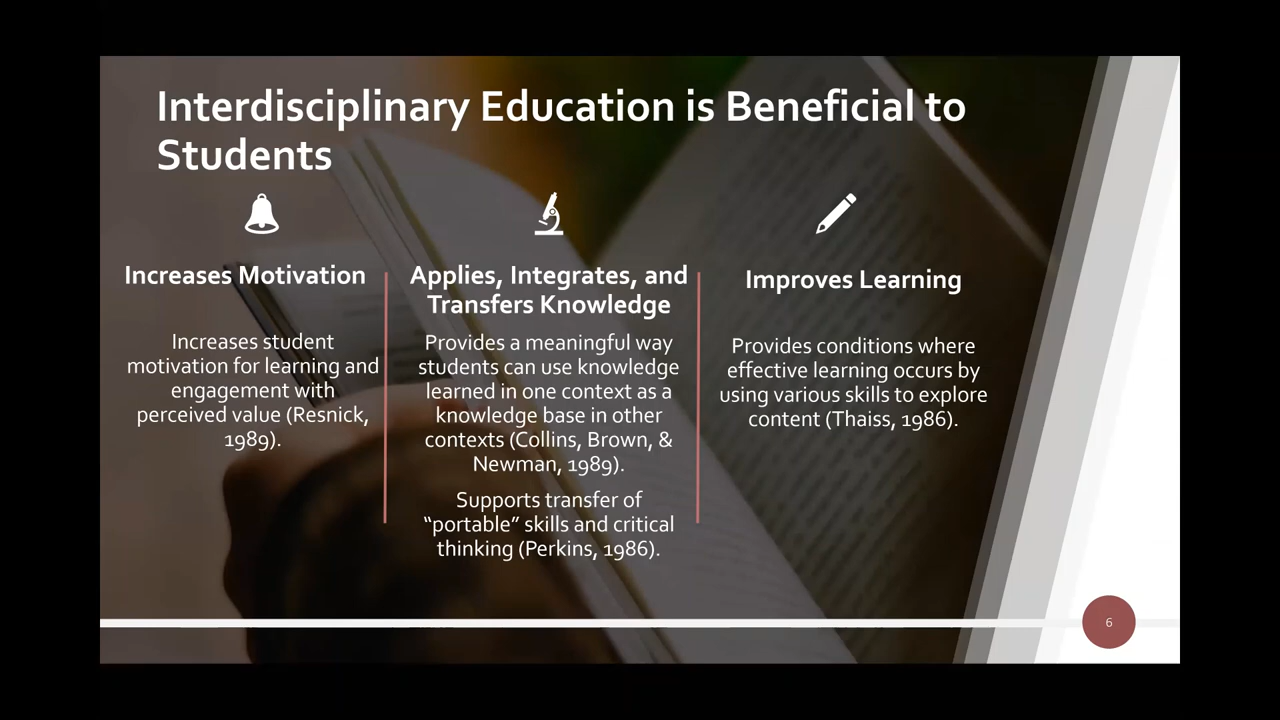 Interdisciplinary Education is Beneficial to
Students
Increases Motivation
Increases student
motivation for learning and
engagement with
perceived value (Resnick,
1989).
Applies, Integrates, and
Transfers Knowledge
Provides a meaningful way
students can use knowledge
learned in one context as a
knowledge base in other
contexts (Collins, Brown, &
Newman, 1989).
Supports transfer of
“portable” skills and critical
thinking (Perkins, 1986).
Improves Learning
Provides conditions where
effective learning occurs by
using various skills to explore
content (Thaiss, 1986).
6